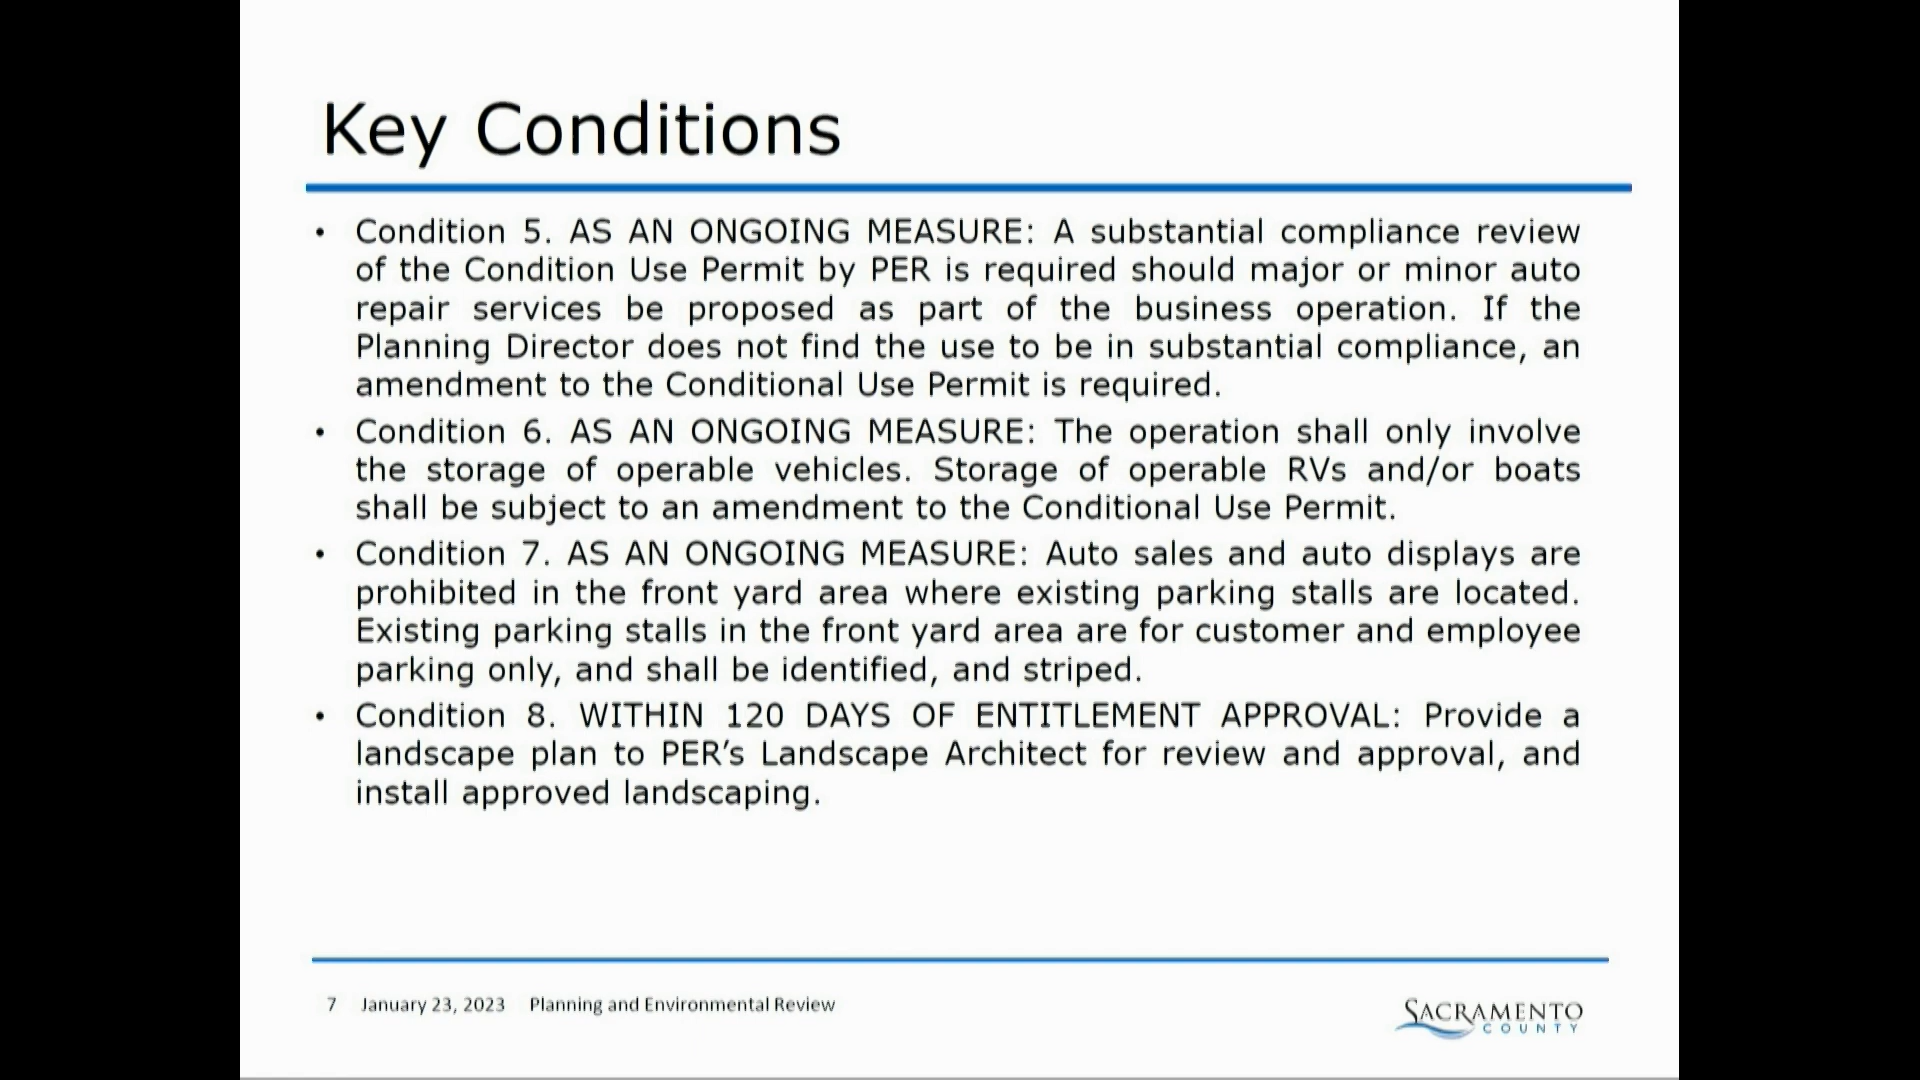 Key Conditions
• Condition 5. AS AN ONGOING MEASURE: A substantial compliance review
of the Condition Use Permit by PER is required should major or minor auto
repair services be proposed as part of the business operation. If the
Planning Director does not find the use to be in substantial compliance, an
amendment to the Conditional Use Permit is required.
• Condition 6. AS AN ONGOING MEASURE: The operation shall only involve
the storage of operable vehicles. Storage of operable RVs and/or boats
shall be subject to an amendment to the Conditional Use Permit.
• Condition 7. AS AN ONGOING MEASURE: Auto sales and auto displays are
prohibited in the front yard area where existing parking stalls are located.
Existing parking stalls in the front yard area are for customer and employee
parking only, and shall be identified, and striped.
• Condition 8. WITHIN 120 DAYS OF ENTITLEMENT APPROVAL: Provide a
landscape plan to PER’s Landscape Architect for review and approval, and
install approved landscaping.
7 January 23, 2023 Planning and Environmental Review
SACRAMENTO
COUNTY